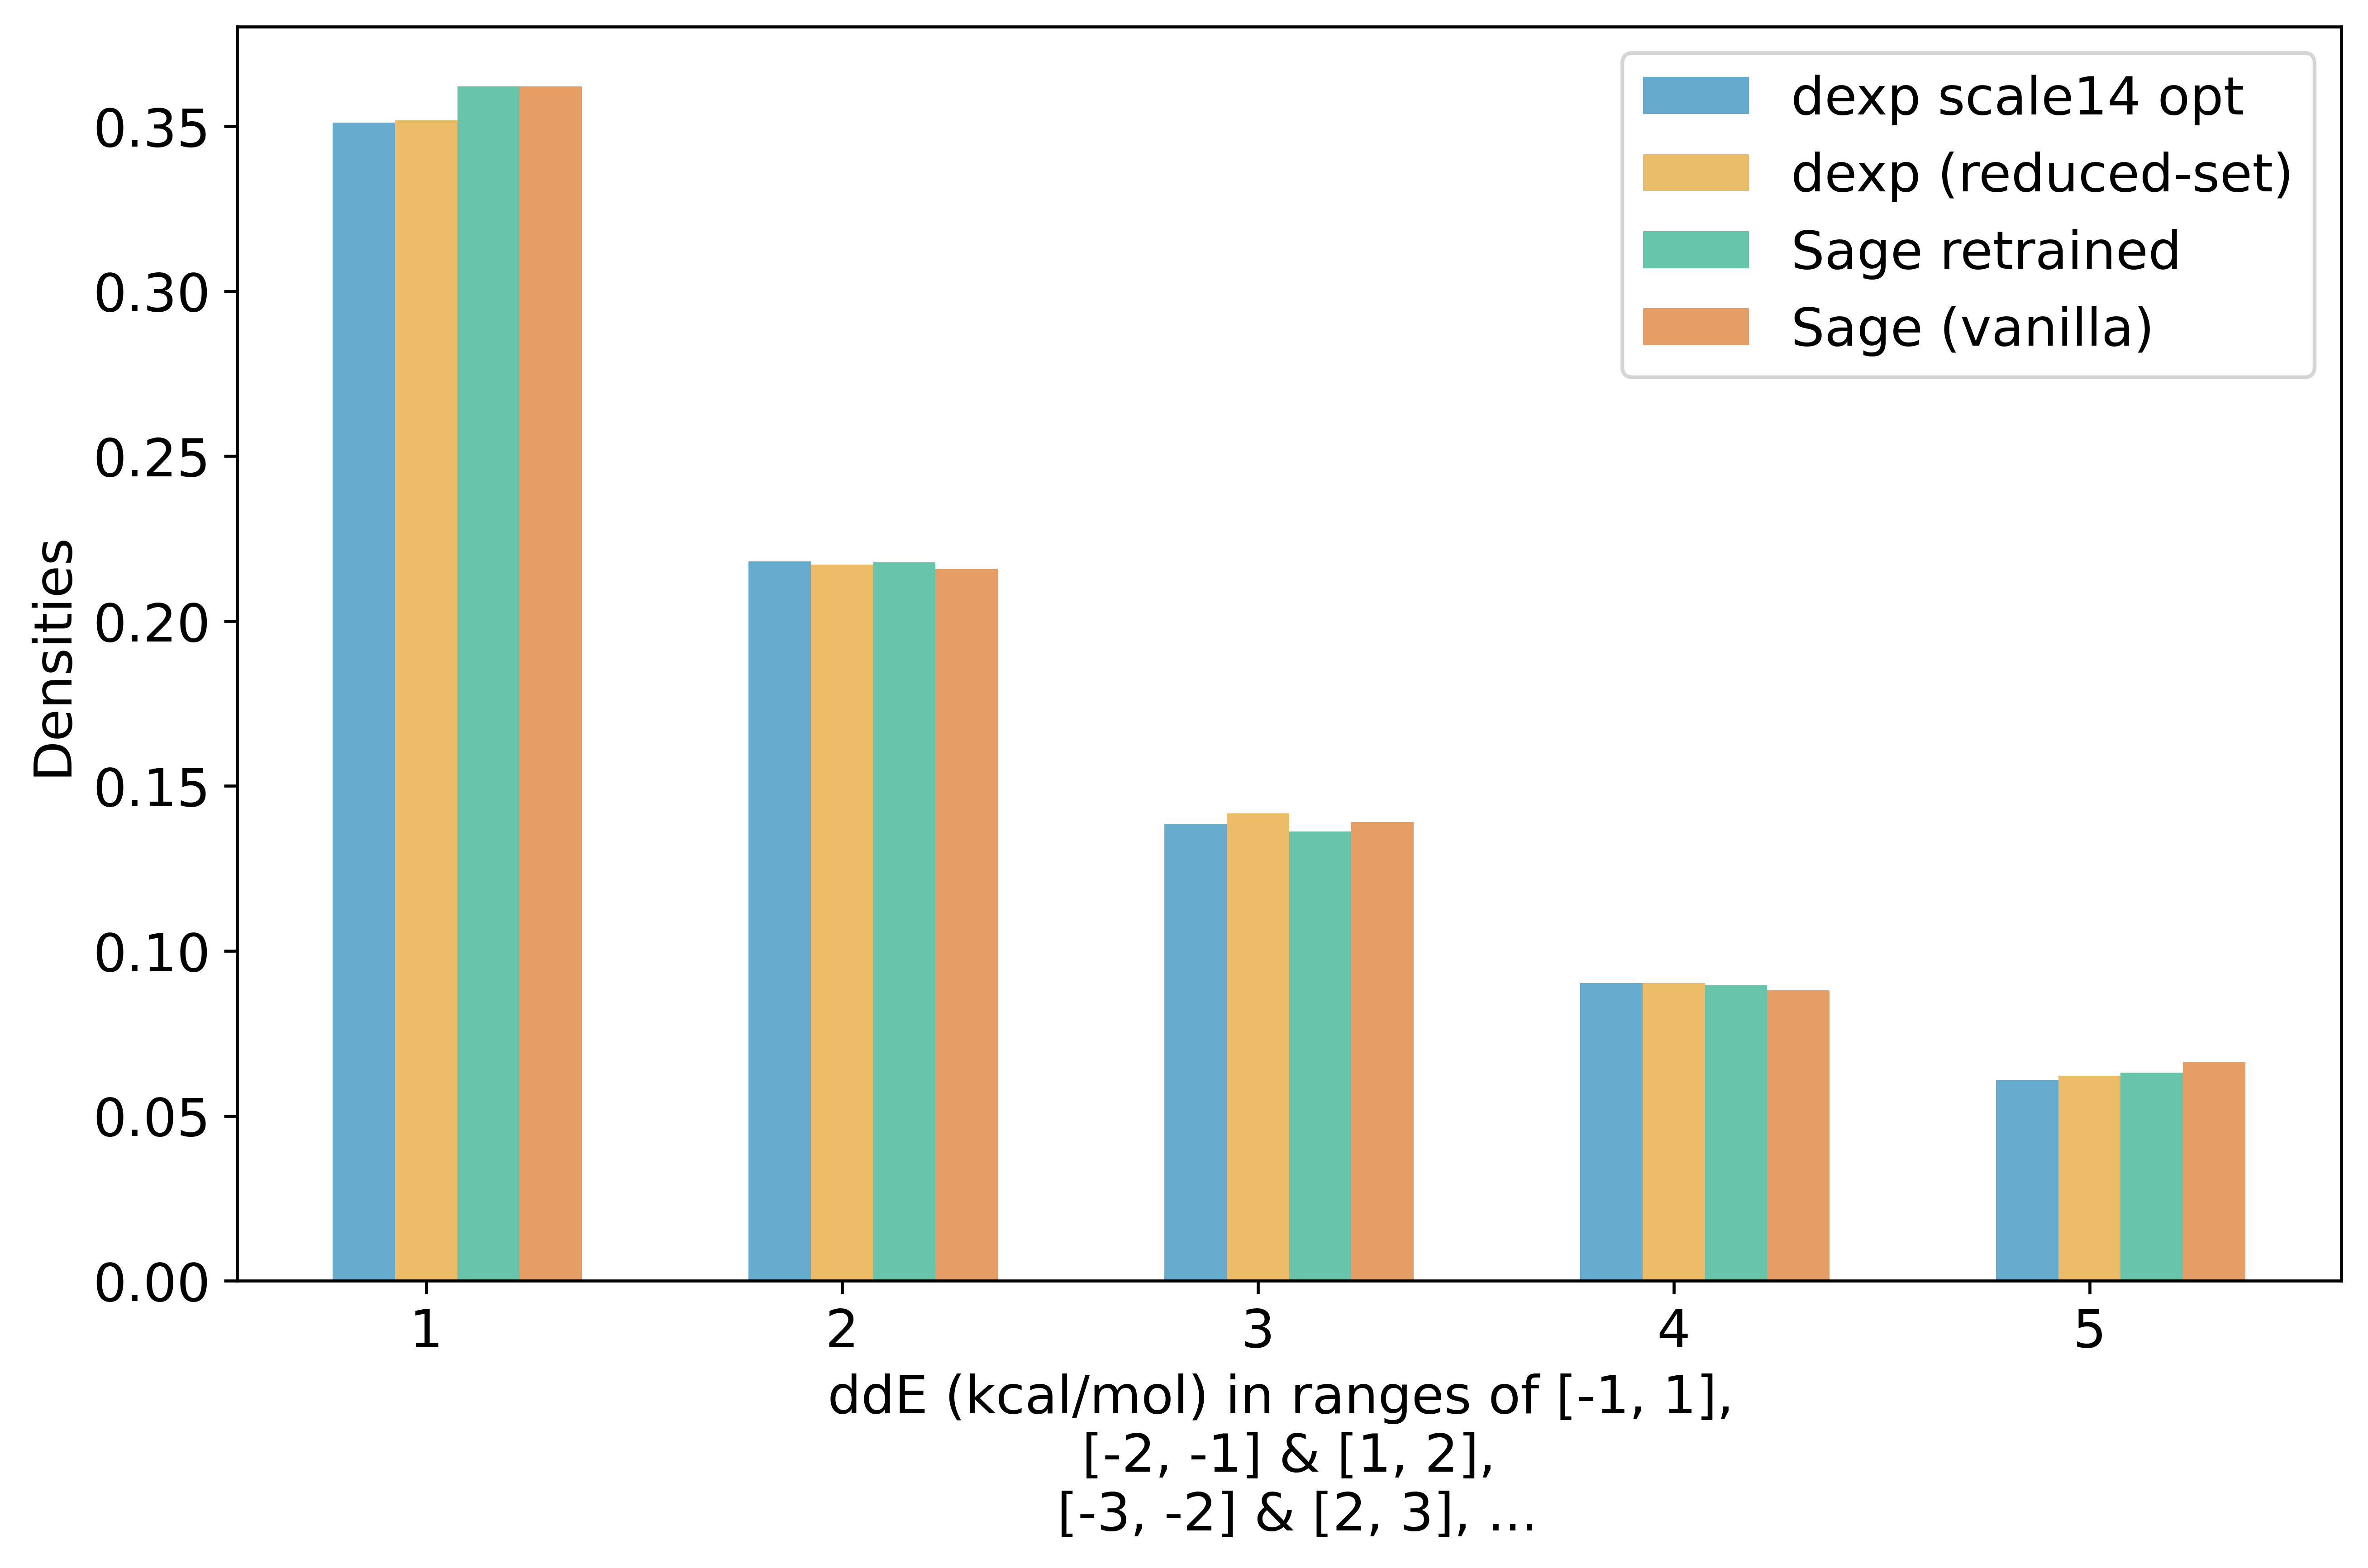 0.35
0.30
0.25
0.20
0.15
0.10
0.05
0.00
Densities
dexp scale14 opt
dexp (reduced-set)
Sage retrained
Sage (vanilla)
1 2 3 4 5
ddE (kcal/mol) in ranges of [-1, 1],
[-2, -1] & [1, 2],
[-3, -2] & [2, 3], ...